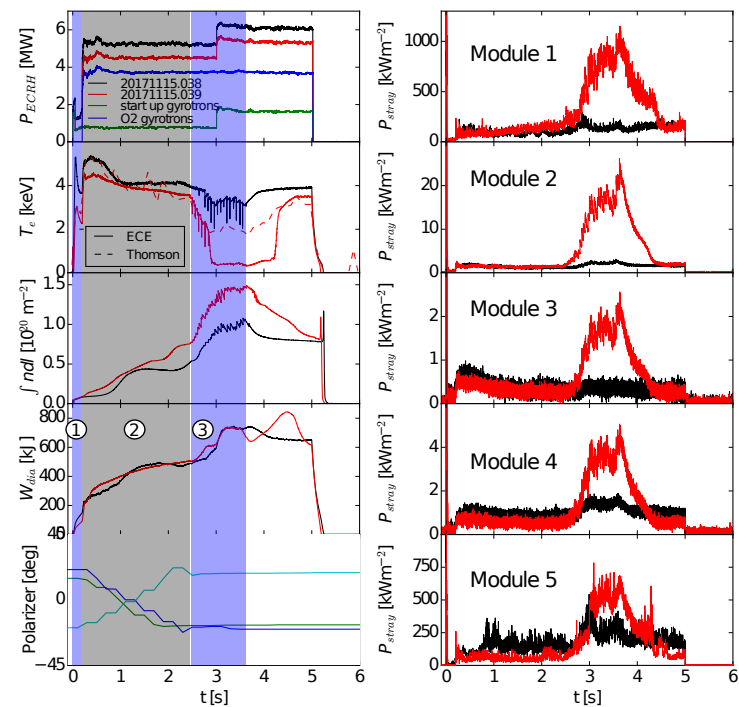 P_ECRH [MW]
6
4
2
0
20171115.038
20171115.039
start up gyrotrons
O2 gyrotrons
T_e [keV]
4
2
0
ECE
Thomson
∫ ndl [10^20 m^-2]
1.5
1.0
0.5
0.0
W_dia [kJ]
800
600
400
200
1
2
3
Polarizer [deg]
45
0
−45
0 1 2 3 4 5 6
t [s]
P_stray [kWm^-2]
1000
500
0
Module 1
P_stray [kWm^-2]
20
10
0
Module 2
P_stray [kWm^-2]
2
1
0
Module 3
P_stray [kWm^-2]
4
2
0
Module 4
P_stray [kWm^-2]
750
500
250
0
Module 5
0 1 2 3 4 5 6
t [s]